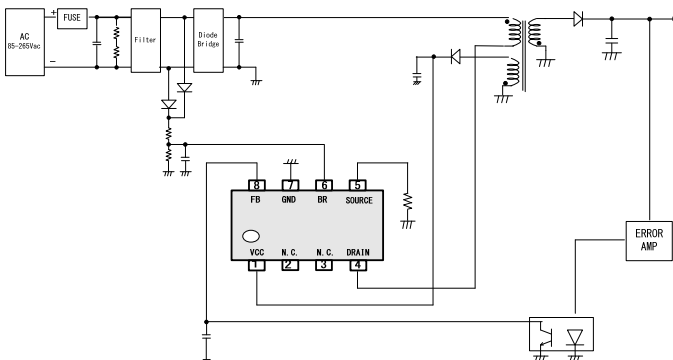 FUSE
AC
85-265Vac
+
-
Filter
Diode
Bridge
8 7 6 5
FB GND BR SOURCE
VCC N.C. N.C. DRAIN
1 2 3 4
ERROR
AMP